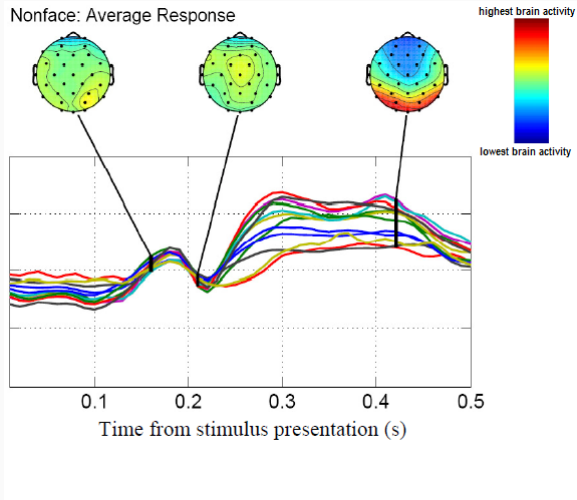 Nonface: Average Response
highest brain activity
lowest brain activity
0.1 0.2 0.3 0.4 0.5
Time from stimulus presentation (s)